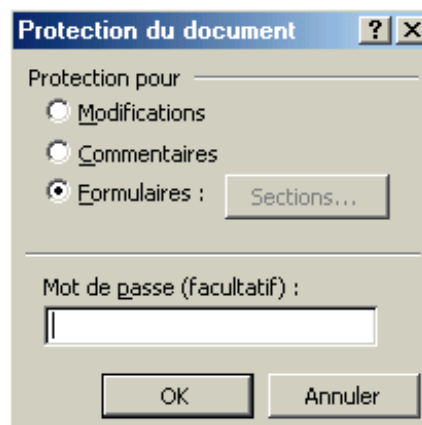 Protection du document ? X
Protection pour
Modifications
Commentaires
Formulaires : Sections...
Mot de passe (facultatif) :
OK Annuler